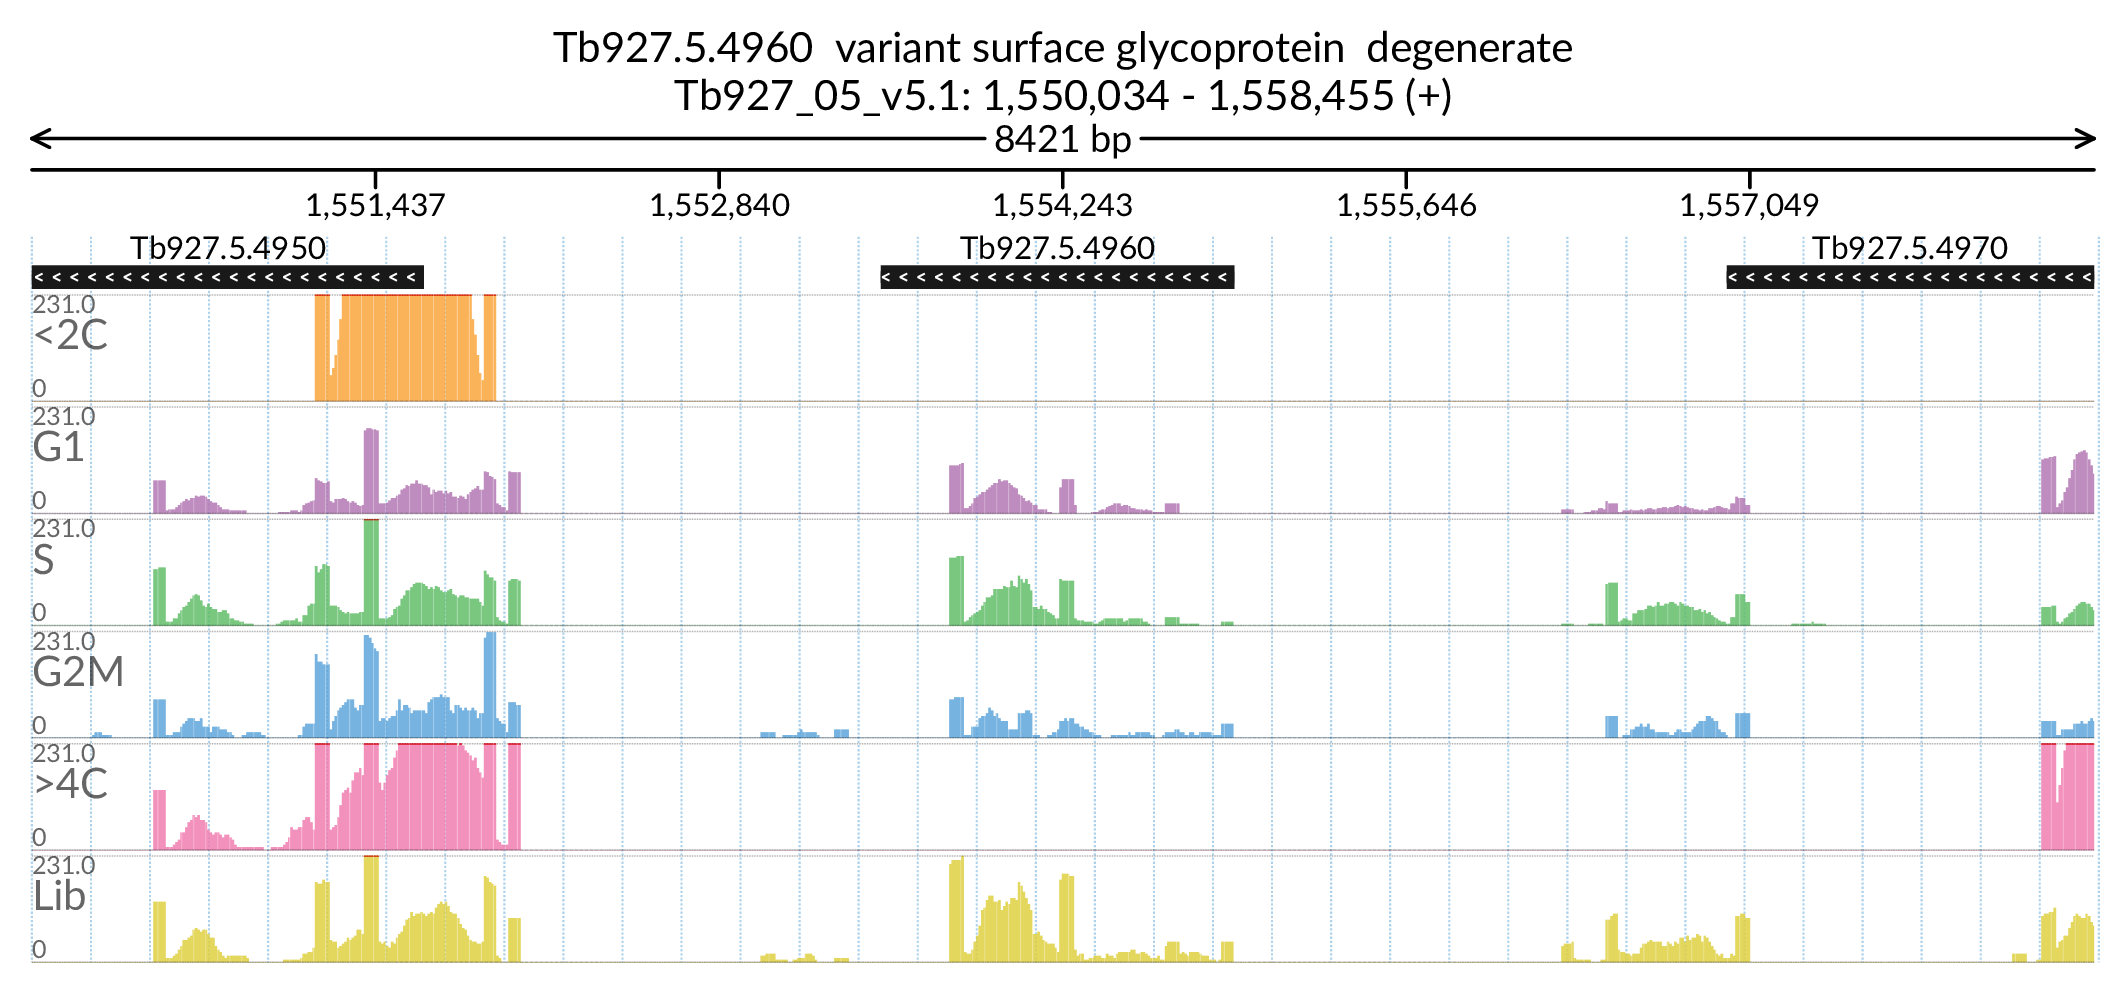 Tb927.5.4960  variant surface glycoprotein  degenerate
Tb927_05_v5.1: 1,550,034 - 1,558,455 (+)
8421 bp
1,551,437 1,552,840 1,554,243 1,555,646 1,557,049
Tb927.5.4950 Tb927.5.4960 Tb927.5.4970
231.0
<2C
0
231.0
G1
0
231.0
S
0
231.0
G2M
0
231.0
>4C
0
231.0
Lib
0